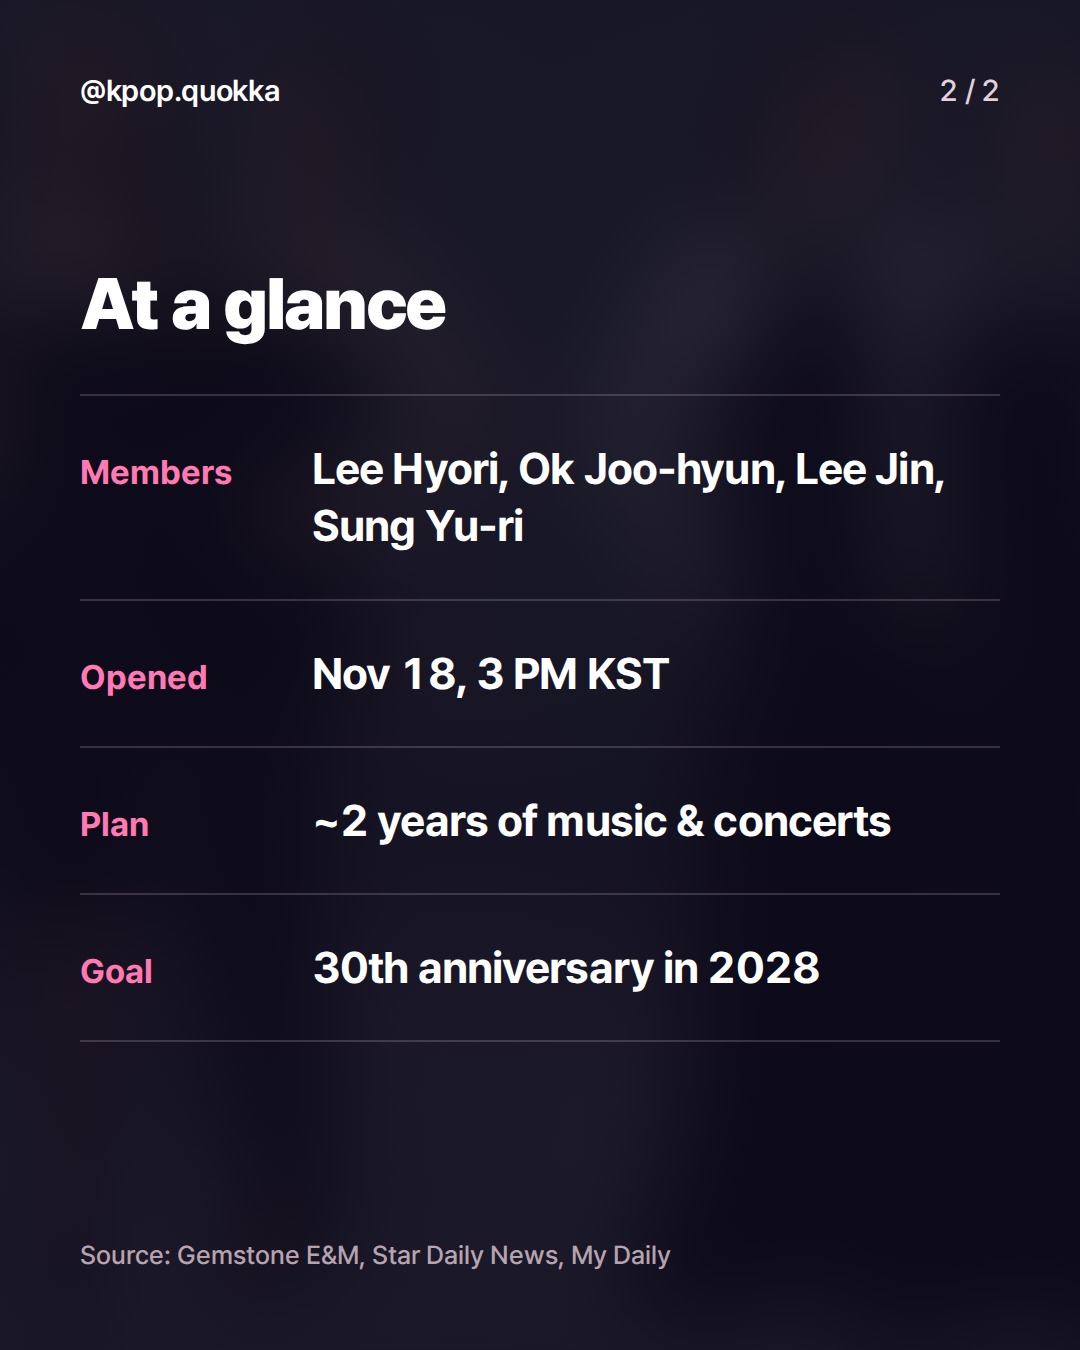 @kpop.quokka
2 / 2
At a glance
Members
Lee Hyori, Ok Joo-hyun, Lee Jin,
Sung Yu-ri
Opened
Nov 18, 3 PM KST
Plan
~2 years of music & concerts
Goal
30th anniversary in 2028
Source: Gemstone E&M, Star Daily News, My Daily